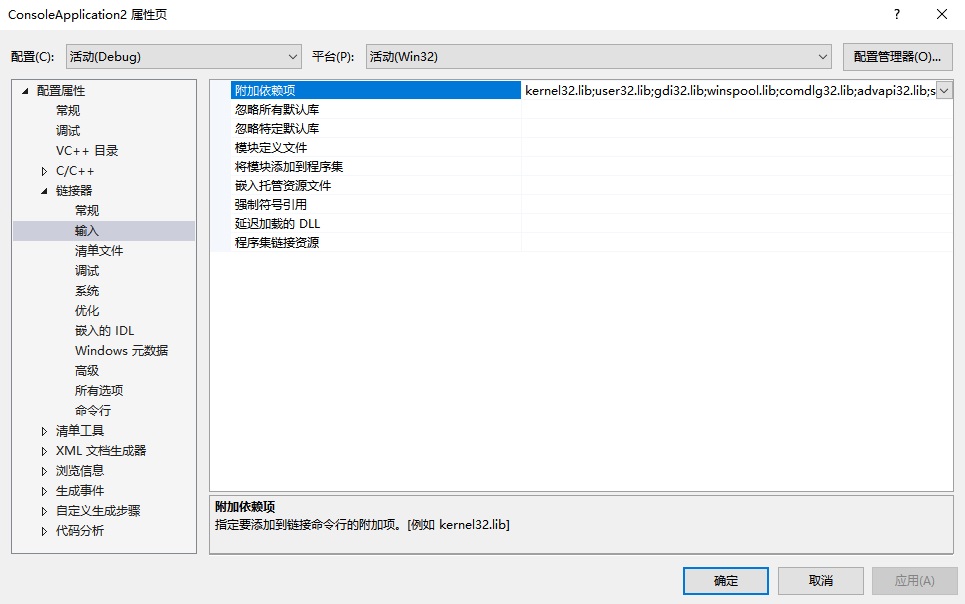 ConsoleApplication2 属性页
配置(C):
活动(Debug)
平台(P):
活动(Win32)
配置管理器(O)...
配置属性
常规
调试
VC++ 目录
C/C++
链接器
常规
输入
清单文件
调试
系统
优化
嵌入的 IDL
Windows 元数据
高级
所有选项
命令行
清单工具
XML 文档生成器
浏览信息
生成事件
自定义生成步骤
代码分析
附加依赖项 kernel32.lib;user32.lib;gdi32.lib;winspool.lib;comdlg32.lib;advapi32.lib;s
忽略所有默认库
忽略特定默认库
模块定义文件
将模块添加到程序集
嵌入托管资源文件
强制符号引用
延迟加载的 DLL
程序集链接资源
附加依赖项
指定要添加到链接命令行的附加项。[例如 kernel32.lib]
确定
取消
应用(A)